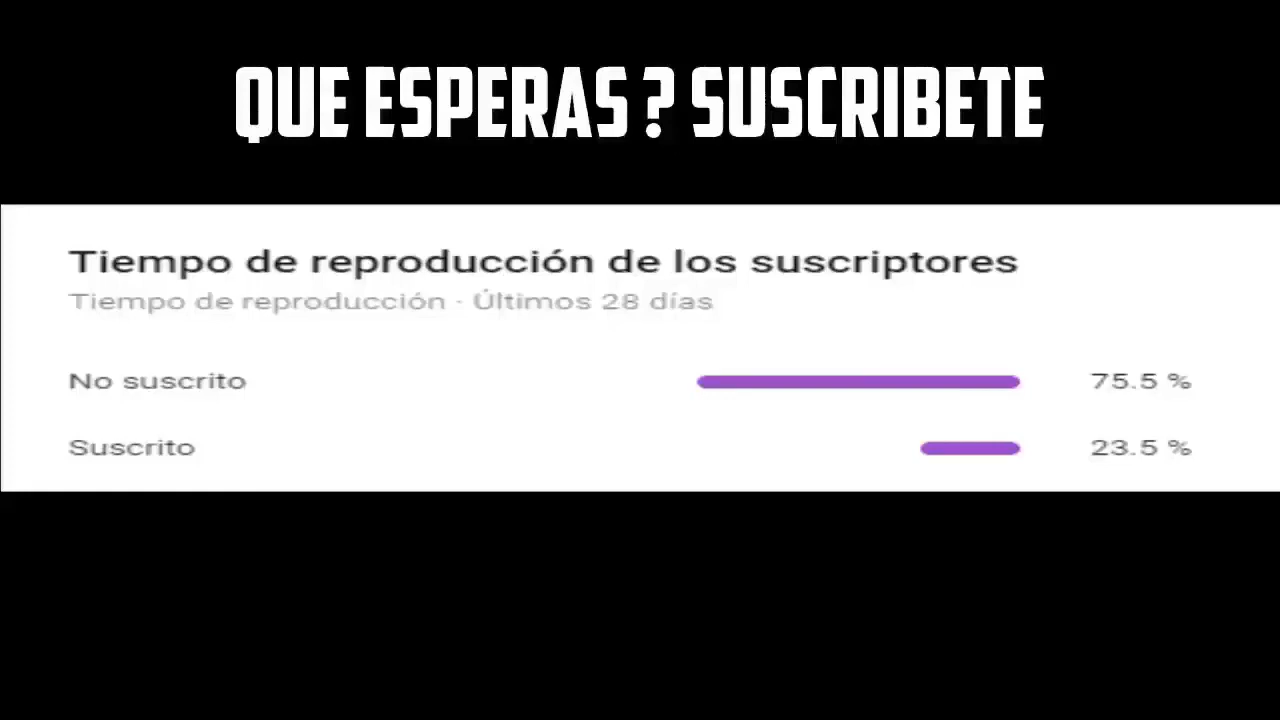 QUE ESPERAS ? SUSCRIBETE
Tiempo de reproducción de los suscriptores
Tiempo de reproducción · Últimos 28 días
No suscrito 75.5 %
Suscrito 23.5 %